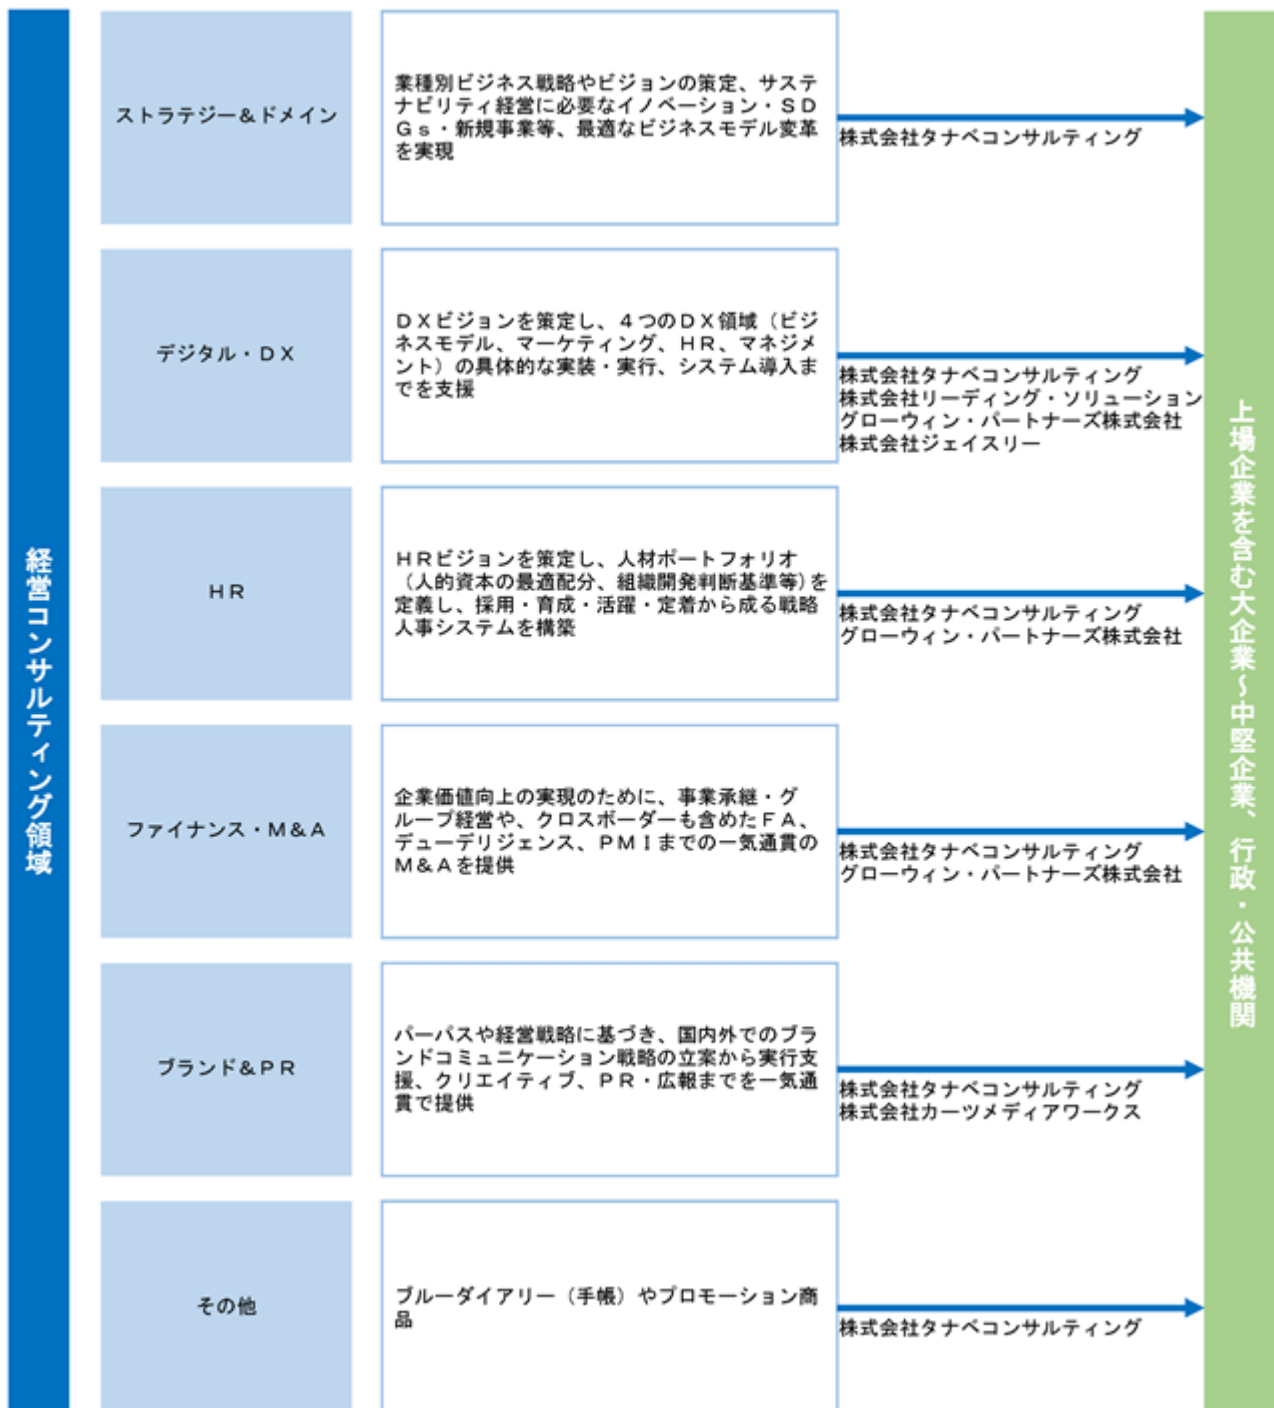 経営コンサルティング領域
ストラテジー＆ドメイン
業種別ビジネス戦略やビジョンの策定、サステ
ナビリティ経営に必要なイノベーション・ＳＤ
Ｇｓ・新規事業等、最適なビジネスモデル変革
を実現
株式会社タナベコンサルティング
デジタル・ＤＸ
ＤＸビジョンを策定し、４つのＤＸ領域（ビジ
ネスモデル、マーケティング、ＨＲ、マネジメ
ント）の具体的な実装・実行、システム導入ま
でを支援
株式会社タナベコンサルティング
株式会社リーディング・ソリューション
グローウィン・パートナーズ株式会社
株式会社ジェイスリー
ＨＲ
ＨＲビジョンを策定し、人材ポートフォリオ
（人的資本の最適配分、組織開発判断基準等）を
定義し、採用・育成・活躍・定着から成る戦略
人事システムを構築
株式会社タナベコンサルティング
グローウィン・パートナーズ株式会社
ファイナンス・Ｍ＆Ａ
企業価値向上の実現のために、事業承継・グ
ループ経営や、クロスボーダーも含めたＦＡ、
デューデリジェンス、ＰＭＩまでの一気通貫の
Ｍ＆Ａを提供
株式会社タナベコンサルティング
グローウィン・パートナーズ株式会社
ブランド＆ＰＲ
パーパスや経営戦略に基づき、国内外でのブラ
ンドコミュニケーション戦略の立案から実行支
援、クリエイティブ、ＰＲ・広報までを一気通
貫で提供
株式会社タナベコンサルティング
株式会社カーツメディアワークス
その他
ブルーダイアリー（手帳）やプロモーション商
品
株式会社タナベコンサルティング
上場企業を含む大企業～中堅企業、行政・公共機関